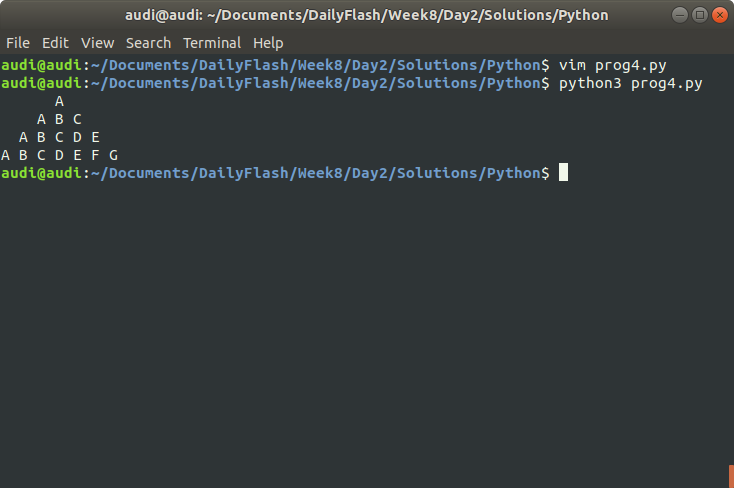 audi@audi: ~/Documents/DailyFlash/Week8/Day2/Solutions/Python
File Edit View Search Terminal Help
audi@audi:~/Documents/DailyFlash/Week8/Day2/Solutions/Python$ vim prog4.py
audi@audi:~/Documents/DailyFlash/Week8/Day2/Solutions/Python$ python3 prog4.py
      A
    A B C
  A B C D E
A B C D E F G
audi@audi:~/Documents/DailyFlash/Week8/Day2/Solutions/Python$